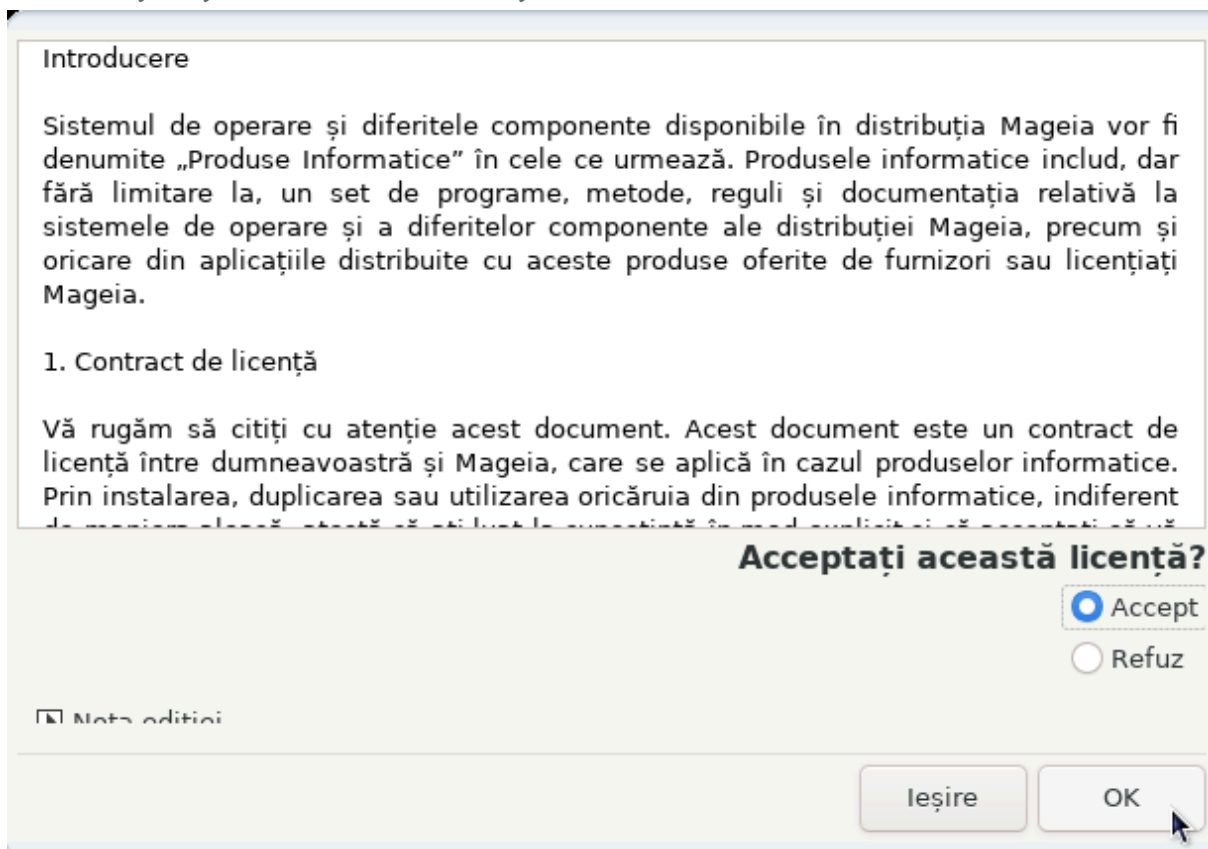 Introducere
Sistemul de operare și diferitele componente disponibile în distribuția Mageia vor fi
denumite „Produse Informatice” în cele ce urmează. Produsele informatice includ, dar
fără limitare la, un set de programe, metode, reguli și documentația relativă la
sistemele de operare și a diferitelor componente ale distribuției Mageia, precum și
oricare din aplicațiile distribuite cu aceste produse oferite de furnizori sau licențiați
Mageia.
1. Contract de licență
Vă rugăm să citiți cu atenție acest document. Acest document este un contract de
licență între dumneavoastră și Mageia, care se aplică în cazul produselor informatice.
Prin instalarea, duplicarea sau utilizarea oricăruia din produsele informatice, indiferent
Acceptați această licență?
Accept
Refuz
Nota ediției
Ieșire
OK